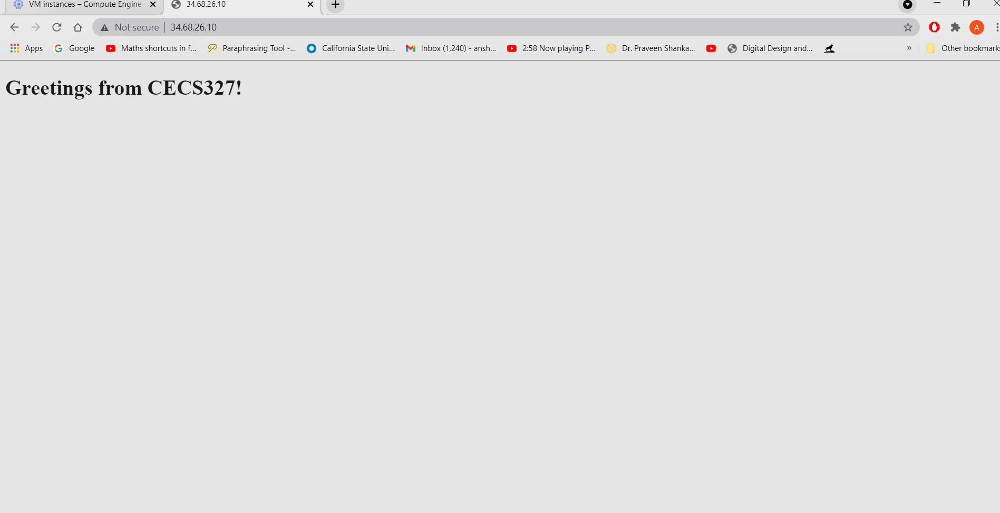 VM instances – Compute Engine
34.68.26.10
Not secure | 34.68.26.10
Apps Google Maths shortcuts in f... Paraphrasing Tool -... California State Uni... Inbox (1,240) - ansh... 2:58 Now playing P... Dr. Praveen Shanka... Digital Design and... » Other bookmarks
A
Greetings from CECS327!